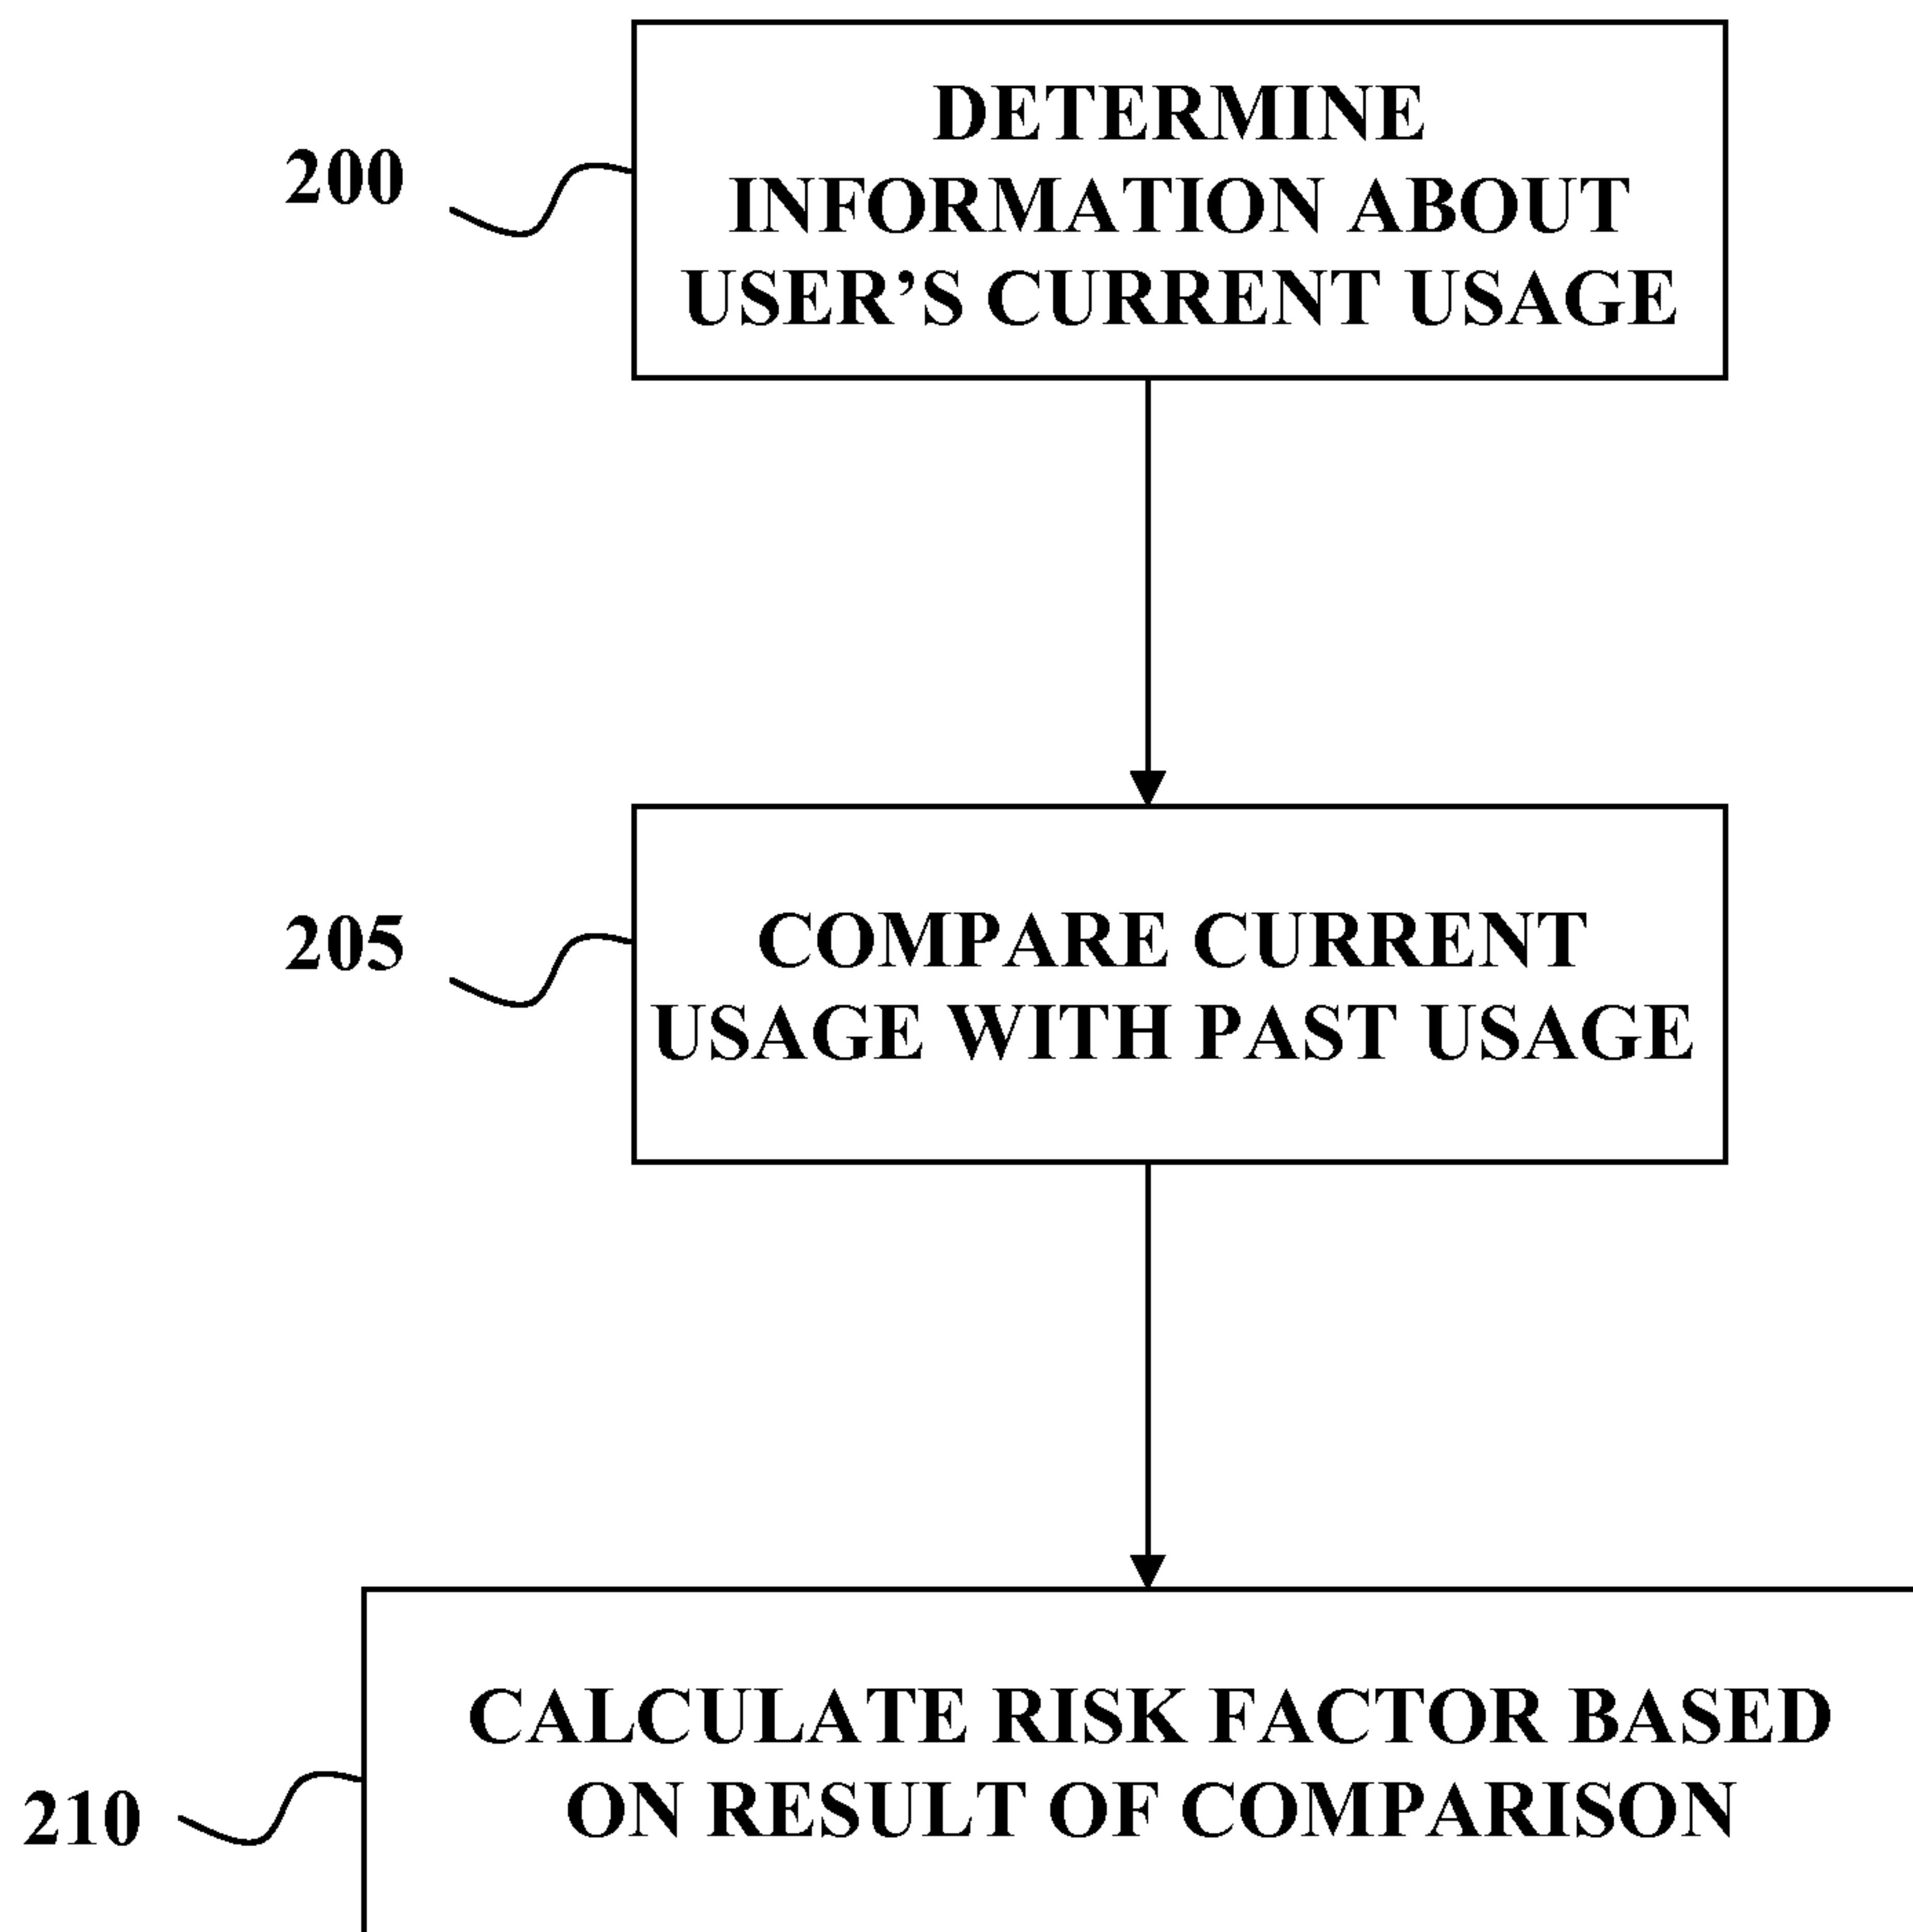 200
DETERMINE
INFORMATION ABOUT
USER’S CURRENT USAGE
205
COMPARE CURRENT
USAGE WITH PAST USAGE
210
CALCULATE RISK FACTOR BASED
ON RESULT OF COMPARISON